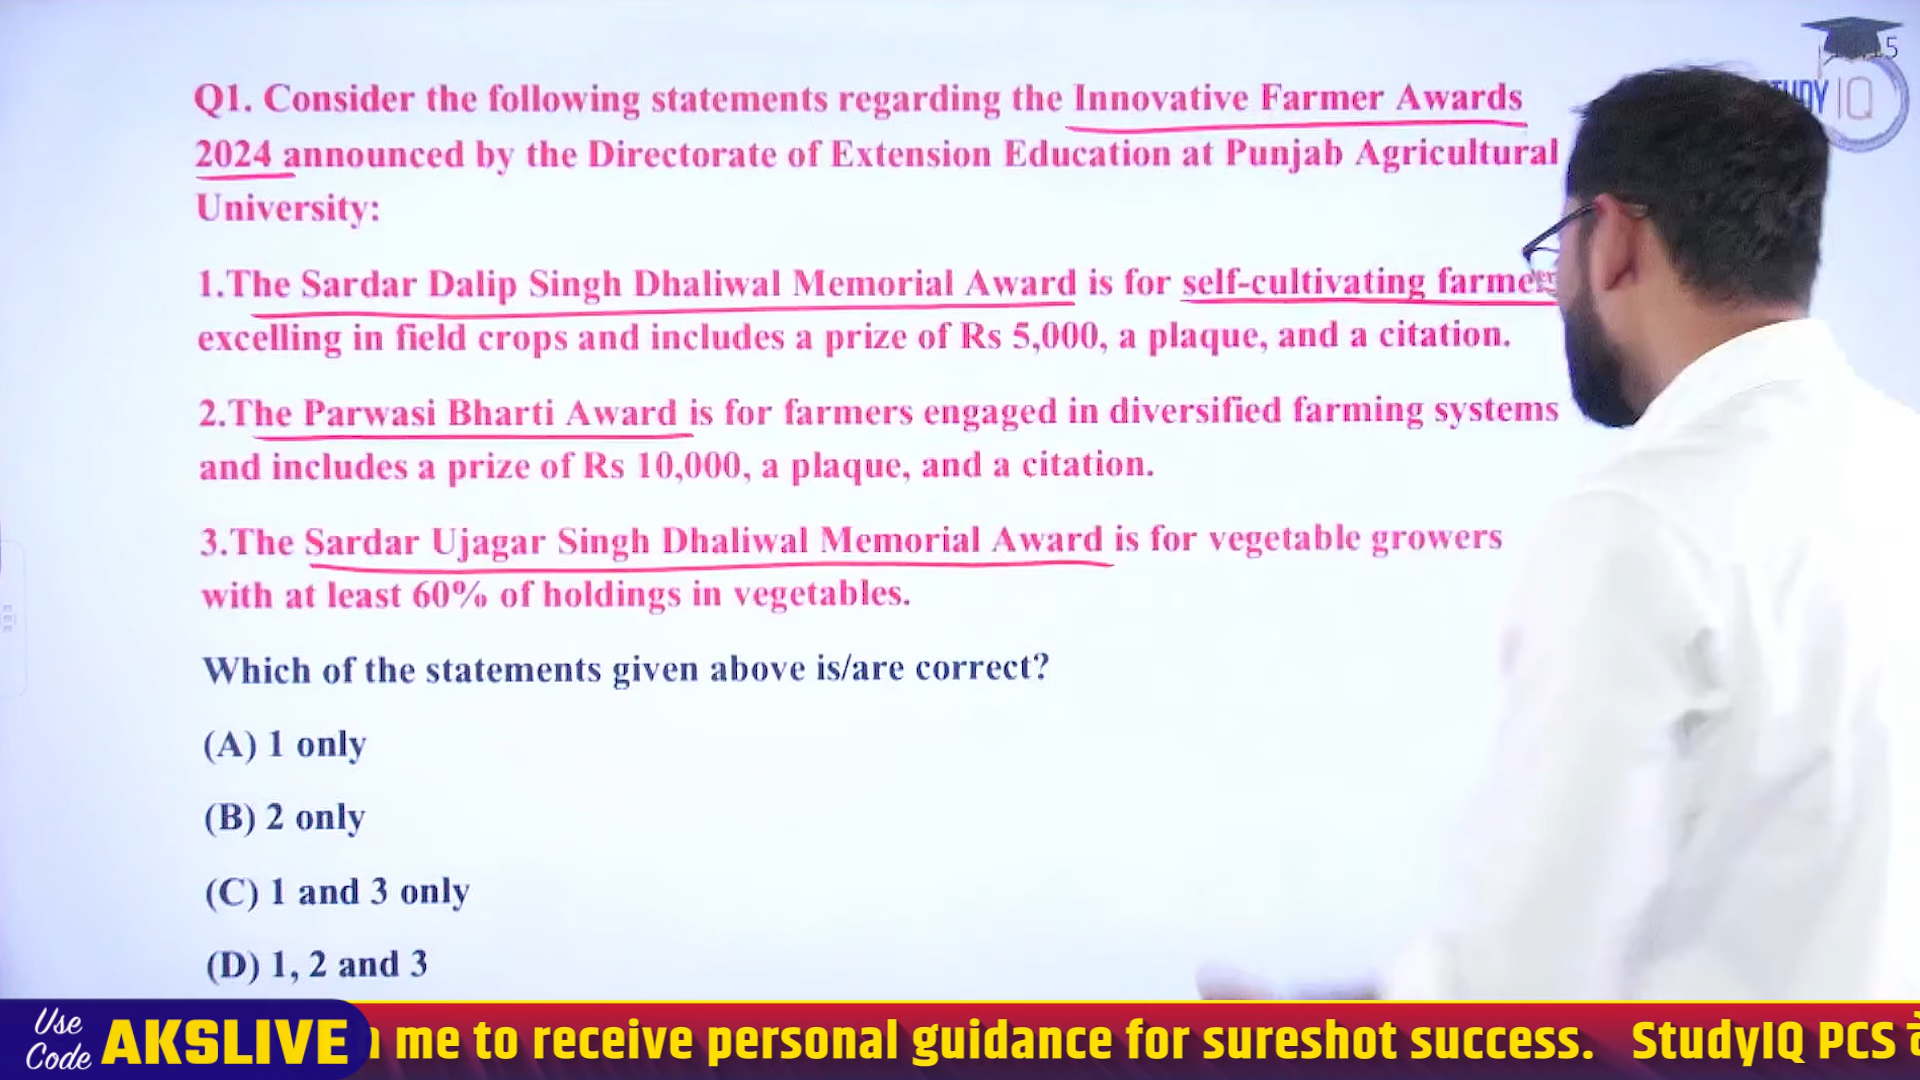 5
STUDY IQ
Q1. Consider the following statements regarding the Innovative Farmer Awards
2024 announced by the Directorate of Extension Education at Punjab Agricultural
University:
1.The Sardar Dalip Singh Dhaliwal Memorial Award is for self-cultivating farmers
excelling in field crops and includes a prize of Rs 5,000, a plaque, and a citation.
2.The Parwasi Bharti Award is for farmers engaged in diversified farming systems
and includes a prize of Rs 10,000, a plaque, and a citation.
3.The Sardar Ujagar Singh Dhaliwal Memorial Award is for vegetable growers
with at least 60% of holdings in vegetables.
Which of the statements given above is/are correct?
(A) 1 only
(B) 2 only
(C) 1 and 3 only
(D) 1, 2 and 3
Use
Code AKSLIVE
me to receive personal guidance for sureshot success. StudyIQ PCS